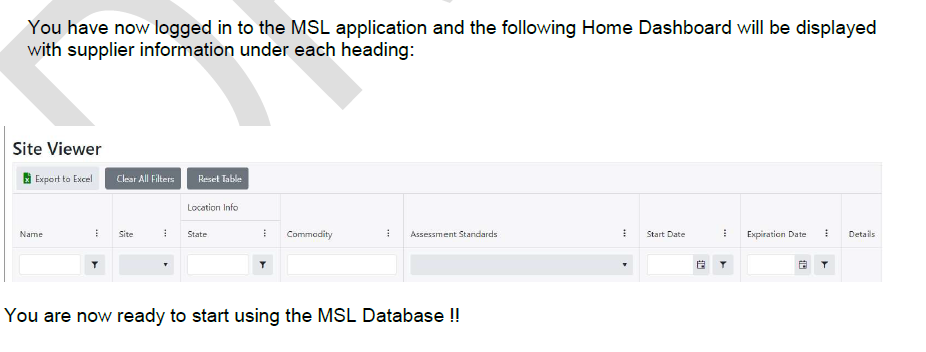 You have now logged in to the MSL application and the following Home Dashboard will be displayed
with supplier information under each heading:
Site Viewer
Export to Excel Clear All Filters Reset Table
Location Info
Name Site State Commodity Assessment Standards Start Date Expiration Date Details
You are now ready to start using the MSL Database !!